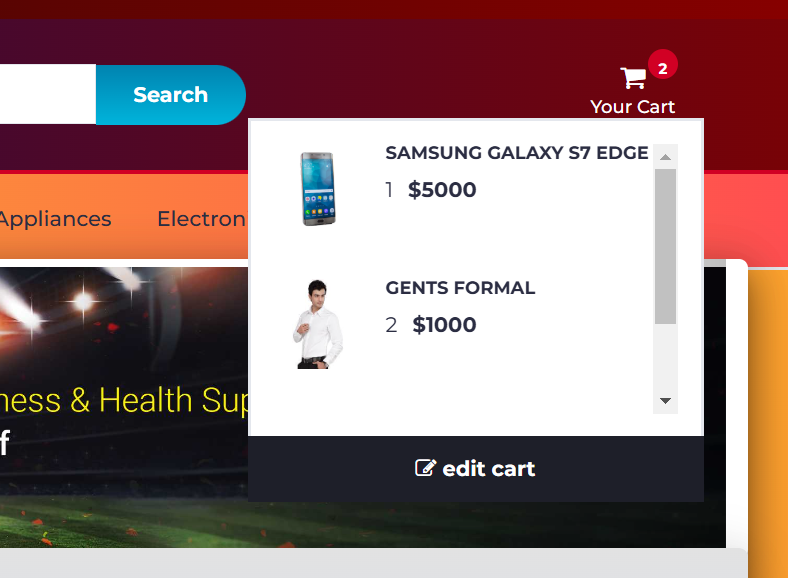 Search
2
Your Cart
SAMSUNG GALAXY S7 EDGE
1 $5000
Appliances
Electron
GENTS FORMAL
2 $1000
ness & Health Sup
f
edit cart